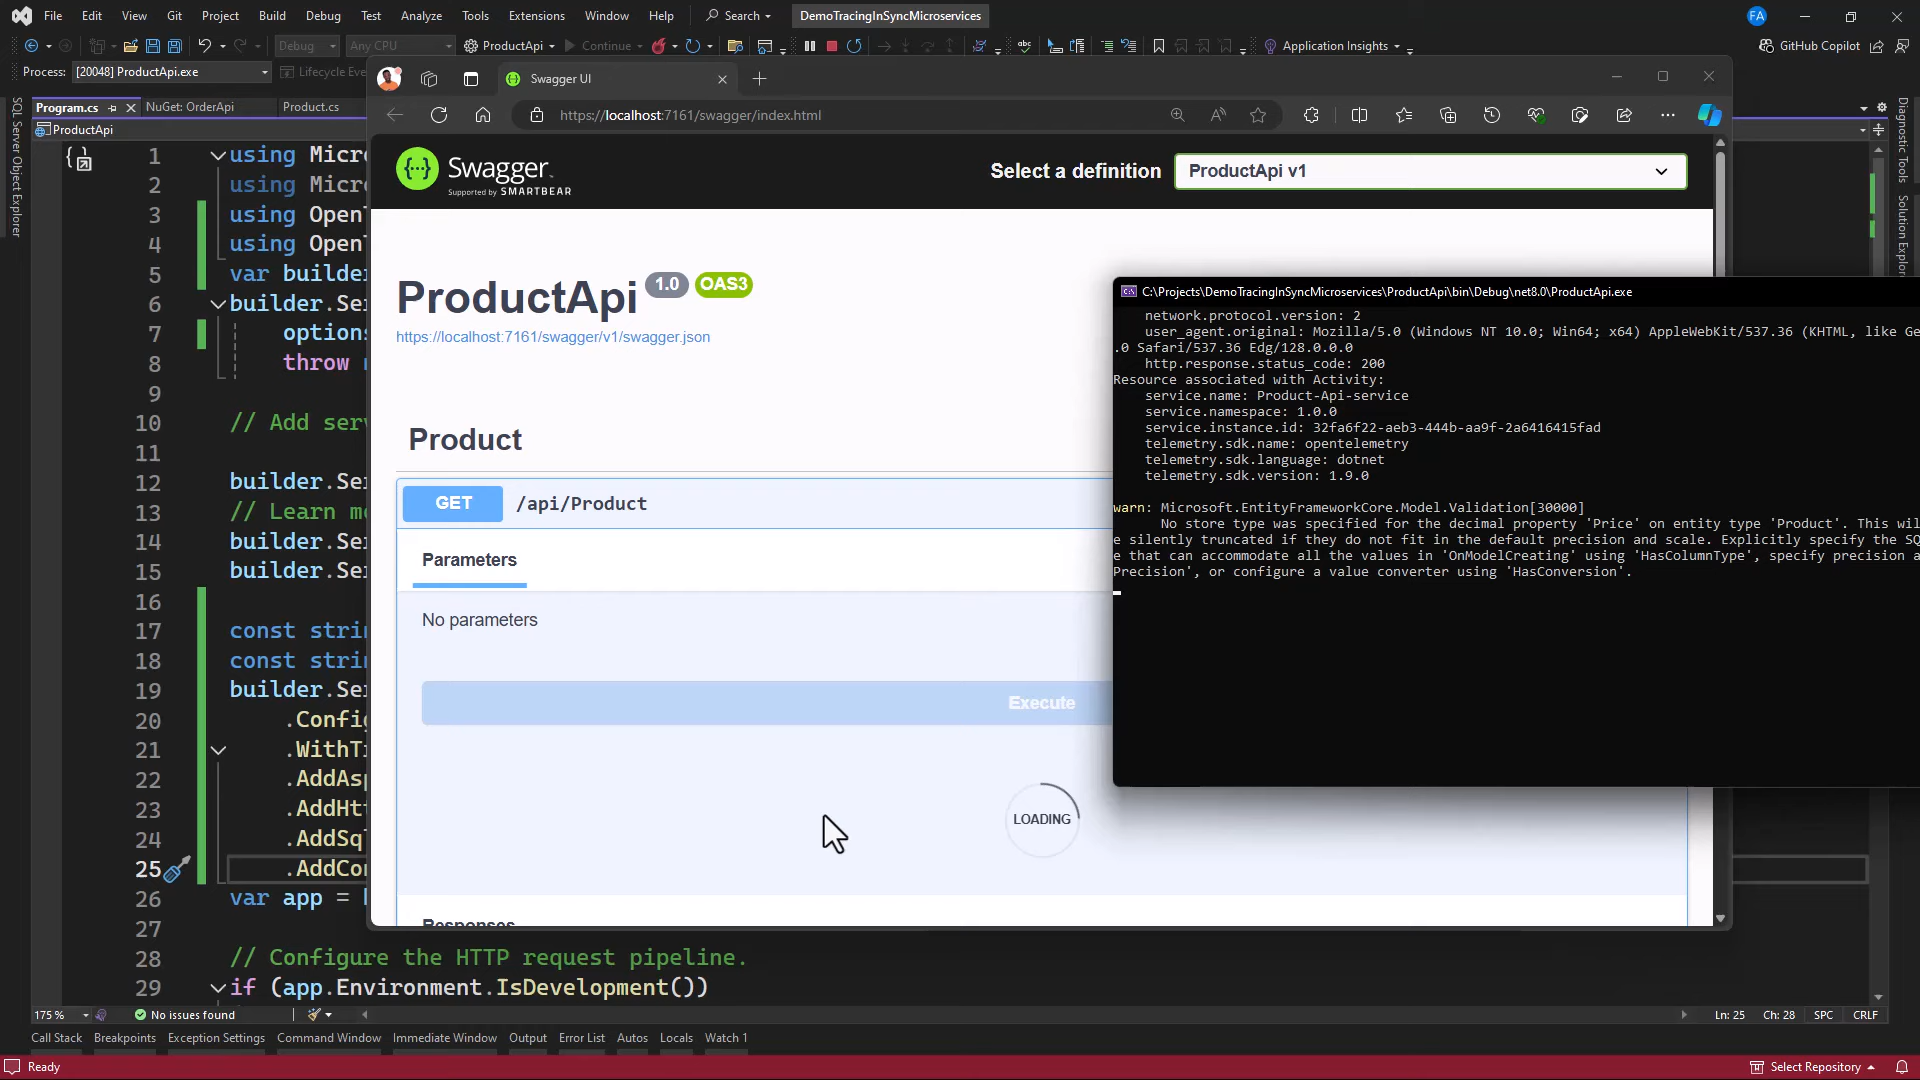 File Edit View Git Project Build Debug Test Analyze Tools Extensions Window Help Search DemoTracingInSyncMicroservices FA
Debug Any CPU ProductApi Continue Application Insights GitHub Copilot
Process: [20048] ProductApi.exe Lifecycle Eve
Program.cs NuGet: OrderApi Product.cs
ProductApi
SQL Server Object Explorer
Diagnostic Tools
Solution Explor
1 using Micr
2 using Micr
3 using Open
4 using Open
5 var builde
6 builder.Se
7 options
8 throw
9
10 // Add ser
11
12 builder.Se
13 // Learn m
14 builder.Se
15 builder.Se
16
17 const stri
18 const stri
19 builder.Se
20 .Config
21 .WithT
22 .AddAsp
23 .AddHtt
24 .AddSql
25 .AddCon
26 var app =
27
28 // Configure the HTTP request pipeline.
29 if (app.Environment.IsDevelopment())
Swagger UI
https://localhost:7161/swagger/index.html
Swagger
Supported by SMARTBEAR
Select a definition ProductApi v1
ProductApi 1.0 OAS3
https://localhost:7161/swagger/v1/swagger.json
Product
GET /api/Product
Parameters
No parameters
Execute
LOADING
Responses
C:\Projects\DemoTracingInSyncMicroservices\ProductApi\bin\Debug\net8.0\ProductApi.exe
network.protocol.version: 2
user_agent.original: Mozilla/5.0 (Windows NT 10.0; Win64; x64) AppleWebKit/537.36 (KHTML, like Ge
.0 Safari/537.36 Edg/128.0.0.0
http.response.status_code: 200
Resource associated with Activity:
service.name: Product-Api-service
service.namespace: 1.0.0
service.instance.id: 32fa6f22-aeb3-444b-aa9f-2a6416415fad
telemetry.sdk.name: opentelemetry
telemetry.sdk.language: dotnet
telemetry.sdk.version: 1.9.0
warn: Microsoft.EntityFrameworkCore.Model.Validation[30000]
No store type was specified for the decimal property 'Price' on entity type 'Product'. This wil
e silently truncated if they do not fit in the default precision and scale. Explicitly specify the SQ
e that can accommodate all the values in 'OnModelCreating' using 'HasColumnType', specify precision a
Precision', or configure a value converter using 'HasConversion'.
175 % No issues found Ln: 25 Ch: 28 SPC CRLF
Call Stack Breakpoints Exception Settings Command Window Immediate Window Output Error List Autos Locals Watch 1
Ready Select Repository